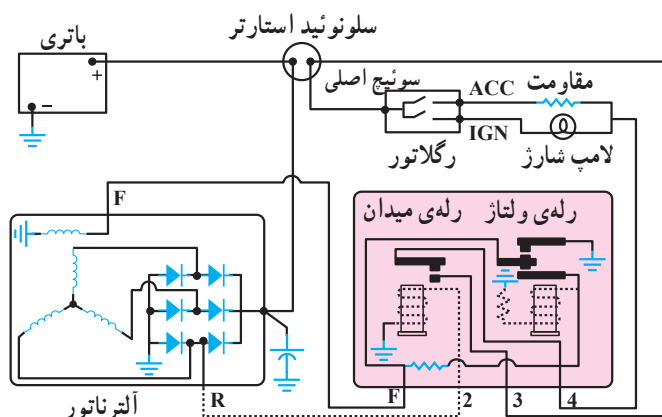 سلونوئید استارتر
باتری
+
−
سوئیچ اصلی
ACC
مقاومت
IGN
رگلاتور
لامپ شارژ
F
رله‌ی میدان
رله‌ی ولتاژ
آلترناتور
R
F
2
3
4